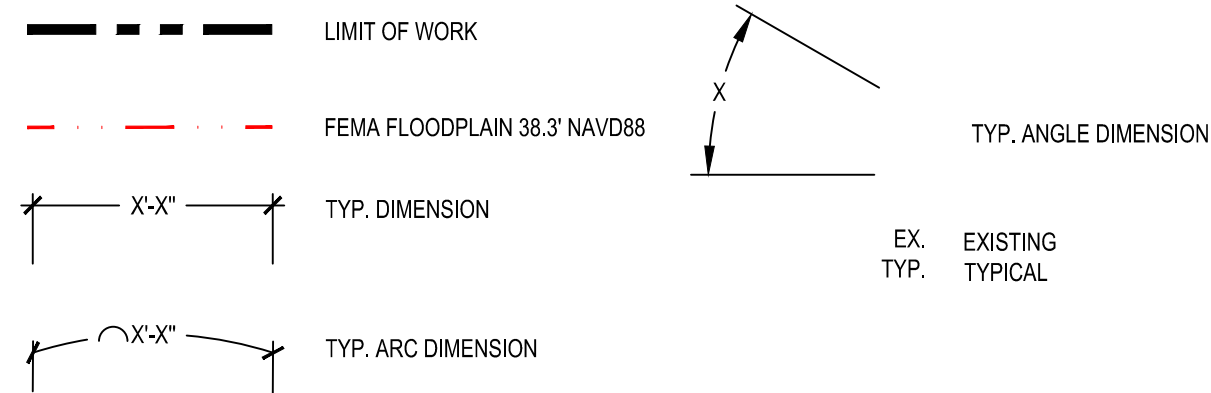 LIMIT OF WORK
FEMA FLOODPLAIN 38.3' NAVD88
X'-X"
TYP. DIMENSION
X'-X"
TYP. ARC DIMENSION
X
TYP. ANGLE DIMENSION
EX. EXISTING
TYP. TYPICAL